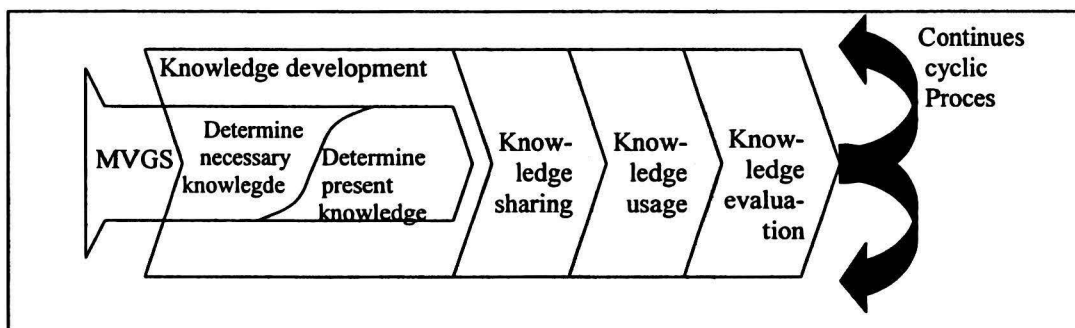 Knowledge development
MVGS
Determine
necessary
knowlegde
Determine
present
knowledge
Know-
ledge
sharing
Know-
ledge
usage
Know-
ledge
evalua-
tion
Continues
cyclic
Proces